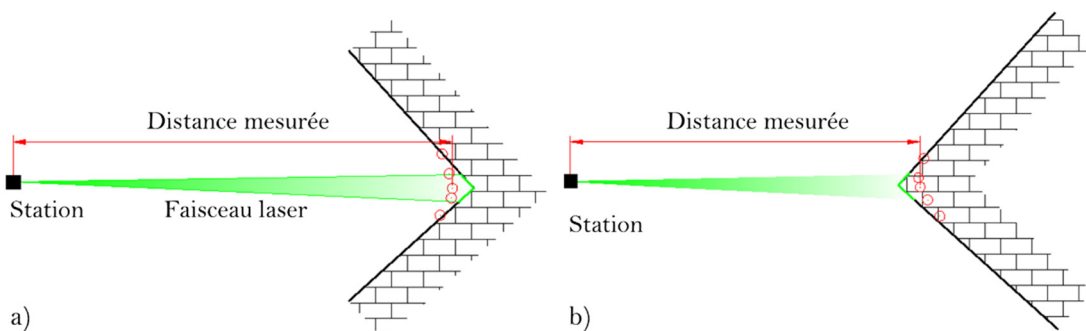 Distance mesurée
Station
Faisceau laser
a)
Distance mesurée
Station
b)